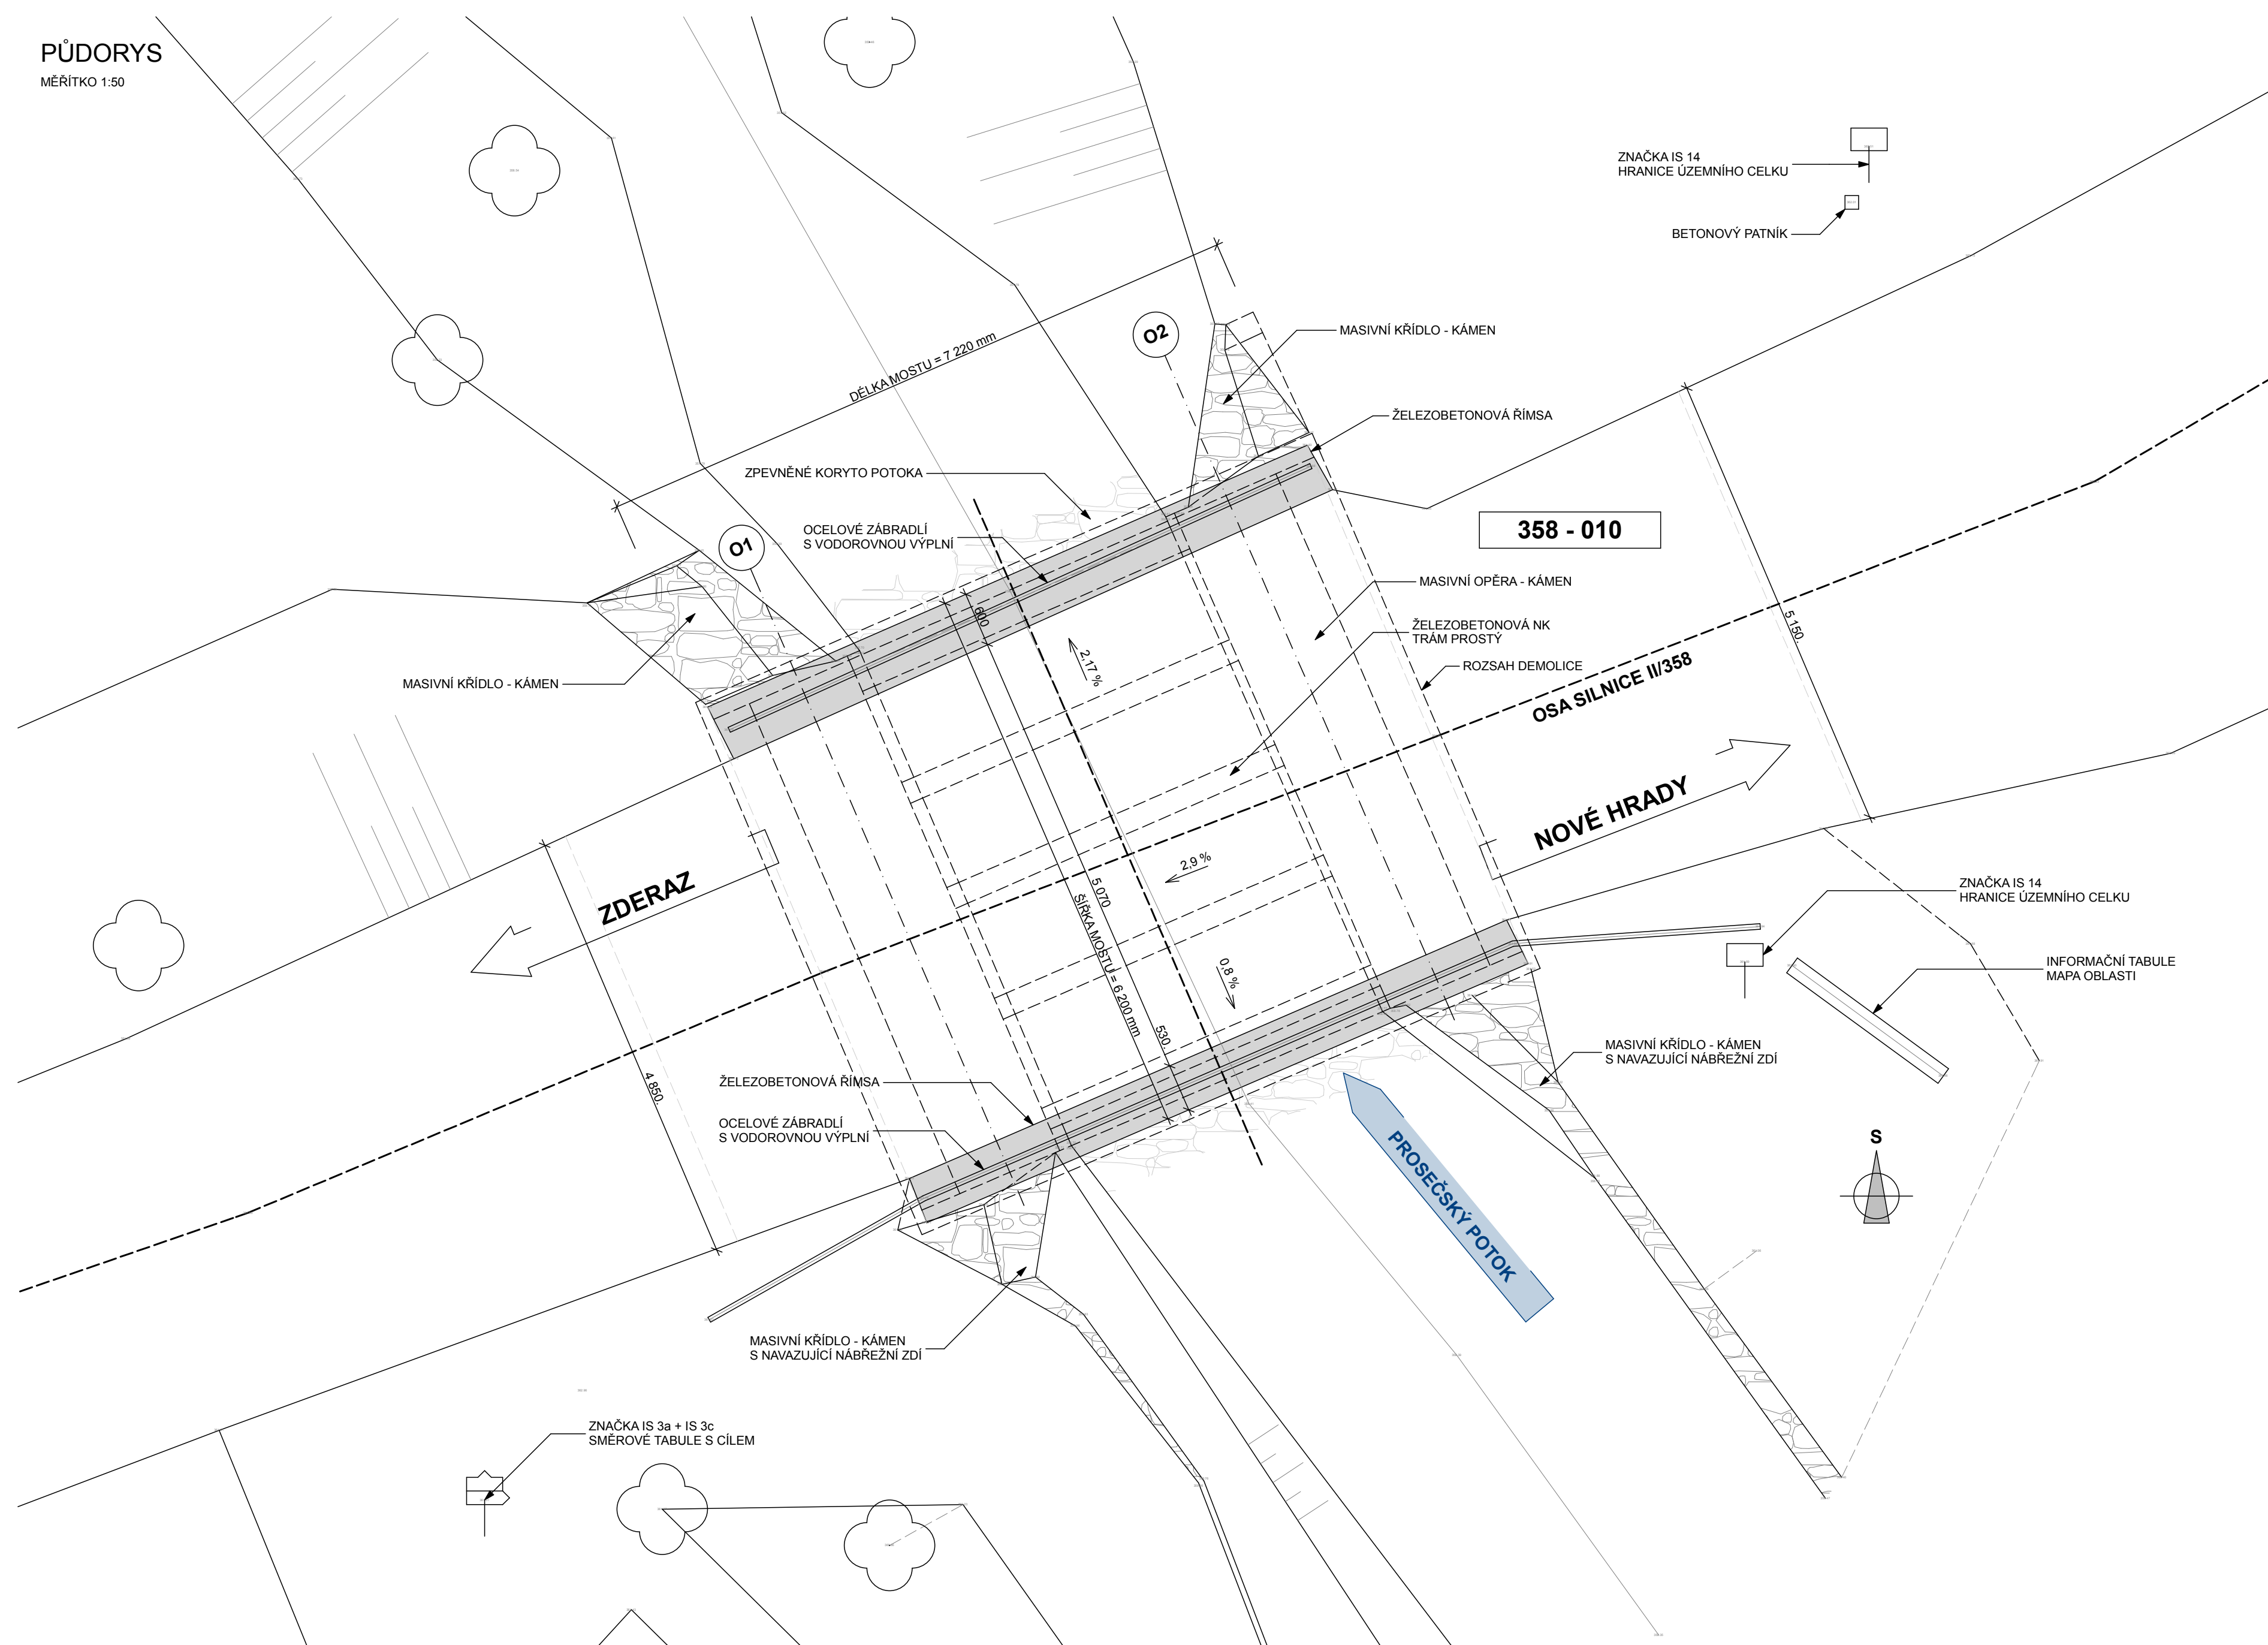 PŮDORYS
MĚŘÍTKO 1:50
ZNAČKA IS 14
HRANICE ÚZEMNÍHO CELKU
BETONOVÝ PATNÍK
DÉLKA MOSTU = 7 220 mm
O2
MASIVNÍ KŘÍDLO - KÁMEN
ŽELEZOBETONOVÁ ŘÍMSA
ZPEVNĚNÉ KORYTO POTOKA
OCELOVÉ ZÁBRADLÍ
S VODOROVNOU VÝPLNÍ
O1
358 - 010
MASIVNÍ OPĚRA - KÁMEN
ŽELEZOBETONOVÁ NK
TRÁM PROSTÝ
ROZSAH DEMOLICE
600
5 150
2,17 %
MASIVNÍ KŘÍDLO - KÁMEN
OSA SILNICE II/358
NOVÉ HRADY
ZDERAZ
2,9 %
5 070
ŠÍŘKA MOSTU = 6 200 mm
0,8 %
530
4 850
ZNAČKA IS 14
HRANICE ÚZEMNÍHO CELKU
INFORMAČNÍ TABULE
MAPA OBLASTI
MASIVNÍ KŘÍDLO - KÁMEN
S NAVAZUJÍCÍ NÁBŘEŽNÍ ZDÍ
ŽELEZOBETONOVÁ ŘÍMSA
OCELOVÉ ZÁBRADLÍ
S VODOROVNOU VÝPLNÍ
PROSEČSKÝ POTOK
S
MASIVNÍ KŘÍDLO - KÁMEN
S NAVAZUJÍCÍ NÁBŘEŽNÍ ZDÍ
ZNAČKA IS 3a + IS 3c
SMĚROVÉ TABULE S CÍLEM